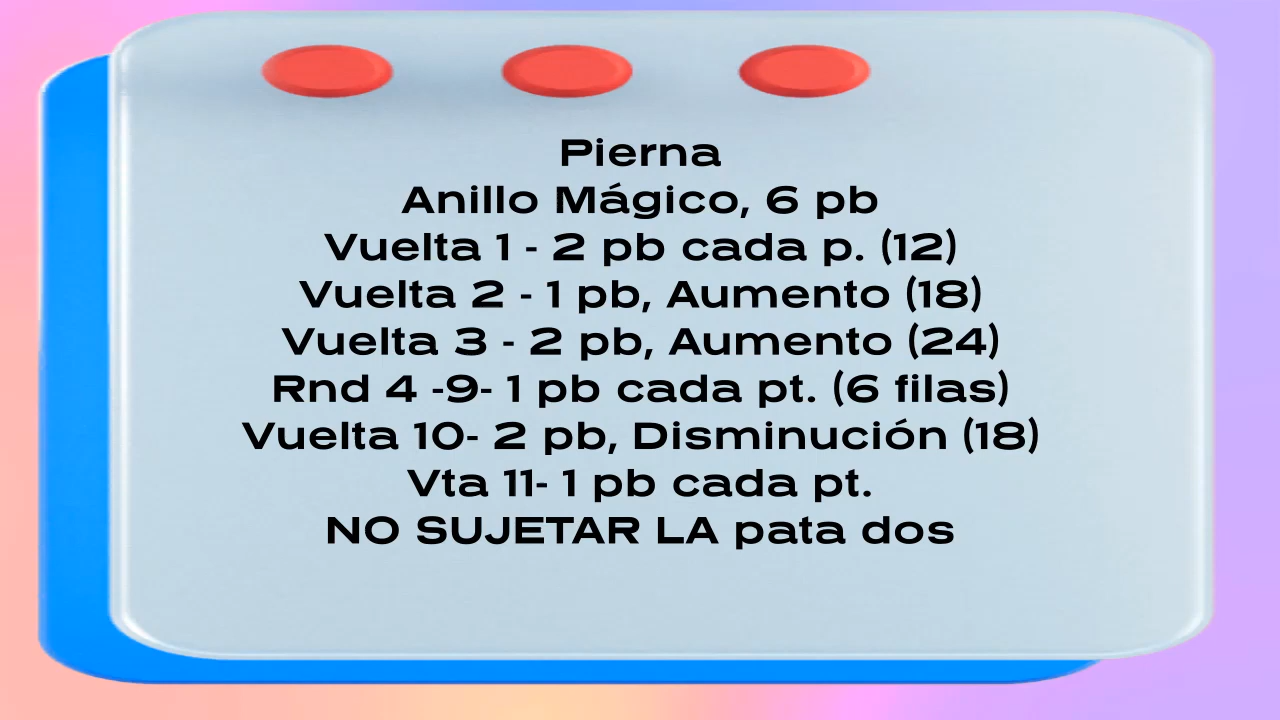 Pierna
Anillo Mágico, 6 pb
Vuelta 1 - 2 pb cada p. (12)
Vuelta 2 - 1 pb, Aumento (18)
Vuelta 3 - 2 pb, Aumento (24)
Rnd 4 -9- 1 pb cada pt. (6 filas)
Vuelta 10- 2 pb, Disminución (18)
Vta 11- 1 pb cada pt.
NO SUJETAR LA pata dos